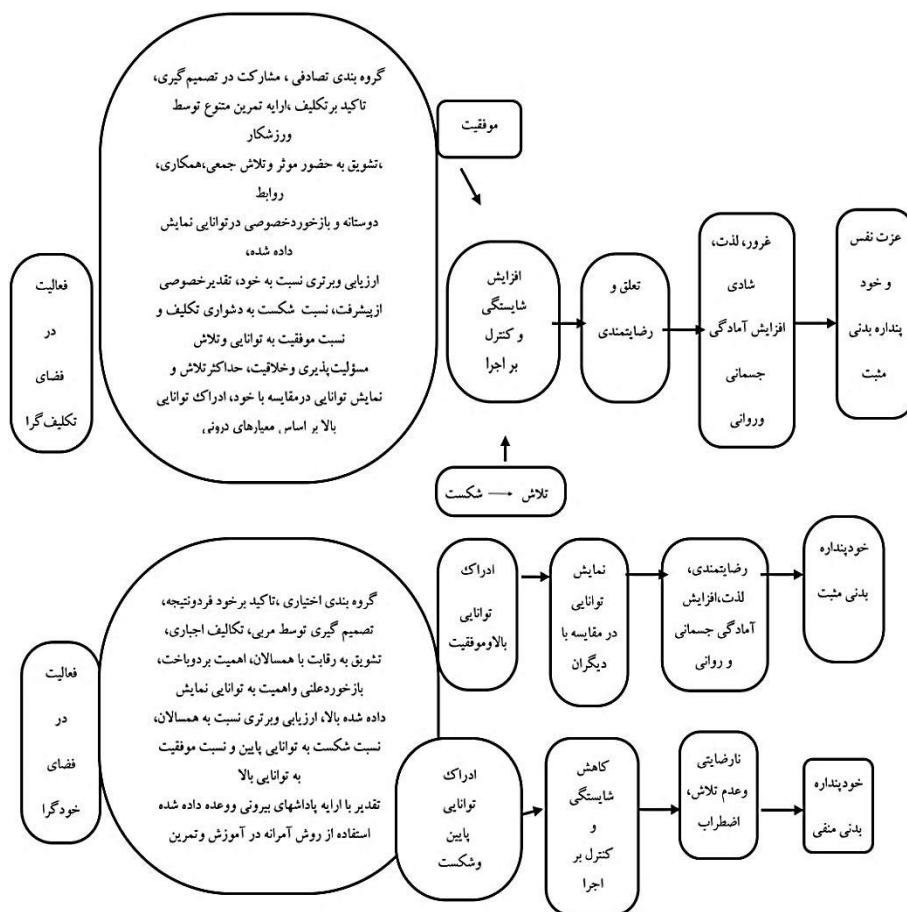 فعالیت
در
فضای
تکلیف‌گرا
گروه بندی تصادفی ، مشارکت در تصمیم‌گیری،
تاکید برتکلیف ،ارایه تمرین متنوع توسط
ورزشکار
،تشویق به حضور موثر وتلاش جمعی،همکاری،
روابط
دوستانه و بازخوردخصوصی درتوانایی نمایش
داده شده،
ارزیابی وبرتری نسبت به خود، تقدیرخصوصی
ازپیشرفت، نسبت شکست به دشواری تکلیف و
نسبت موفقیت به توانایی وتلاش
مسؤلیت‌پذیری وخلاقیت، حداکثرتلاش و
نمایش توانایی درمقایسه با خود، ادراک توانایی
بالا بر اساس معیارهای درونی
موفقیت
افزایش
شایستگی
و کنترل
بر اجرا
تعلق و
رضایتمندی
غرور، لذت،
شادی
افزایش آمادگی
جسمانی
وروانی
عزت نفس
و خود
پنداره بدنی
مثبت
شکست ← تلاش
فعالیت
در
فضای
خودگرا
گروه بندی اختیاری ،تاکید برخود فردونتیجه،
تصمیم گیری توسط مربی، تکالیف اجباری،
تشویق به رقابت با همسالان، اهمیت بردوباخت،
بازخوردعلنی واهمیت به توانایی نمایش
داده شده بالا، ارزیابی وبرتری نسبت به همسالان،
نسبت شکست به توانایی پایین و نسبت موفقیت
به توانایی بالا
تقدیر با ارایه پاداشهای بیرونی ووعده داده شده
استفاده از روش آمرانه در آموزش وتمرین
ادراک
توانایی
بالاوموفقیت
نمایش
توانایی
در مقایسه با
دیگران
رضایتمندی،
لذت،افزایش
آمادگی جسمانی
و روانی
خودپنداره
بدنی مثبت
ادراک
توانایی
پایین
وشکست
کاهش
شایستگی
و
کنترل بر
اجرا
نارضایتی
وعدم تلاش،
اضطراب
خودپنداره
بدنی منفی